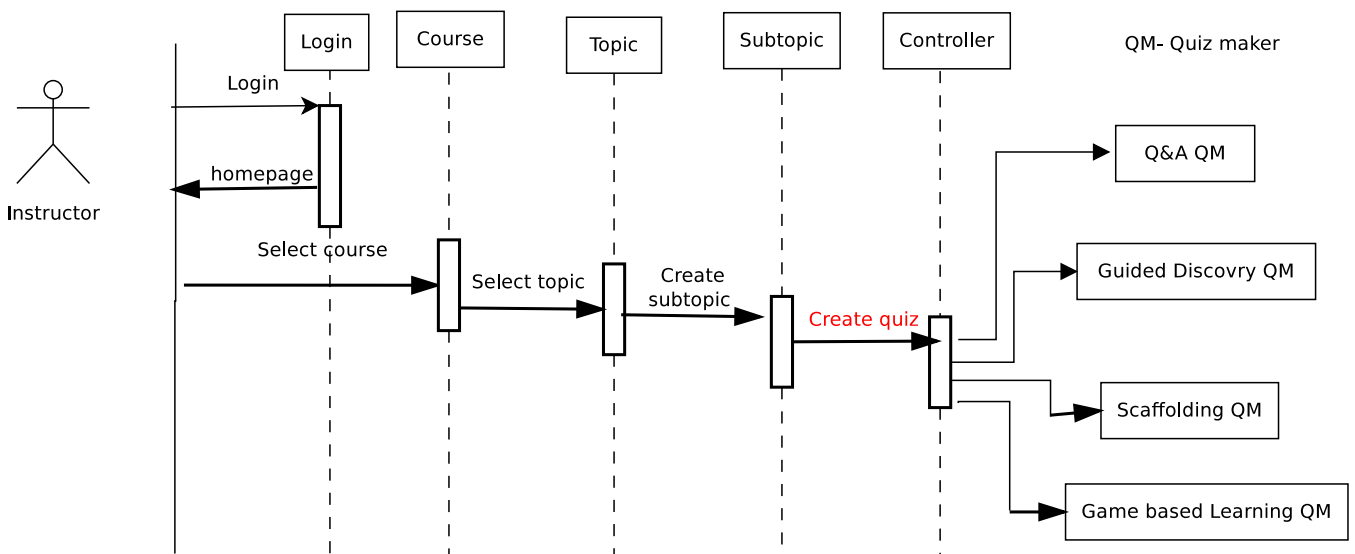 Login
Course
Topic
Subtopic
Controller
QM- Quiz maker
Login
Q&A QM
homepage
Instructor
Select course
Select topic
Create
subtopic
Guided Discovry QM
Create quiz
Scaffolding QM
Game based Learning QM